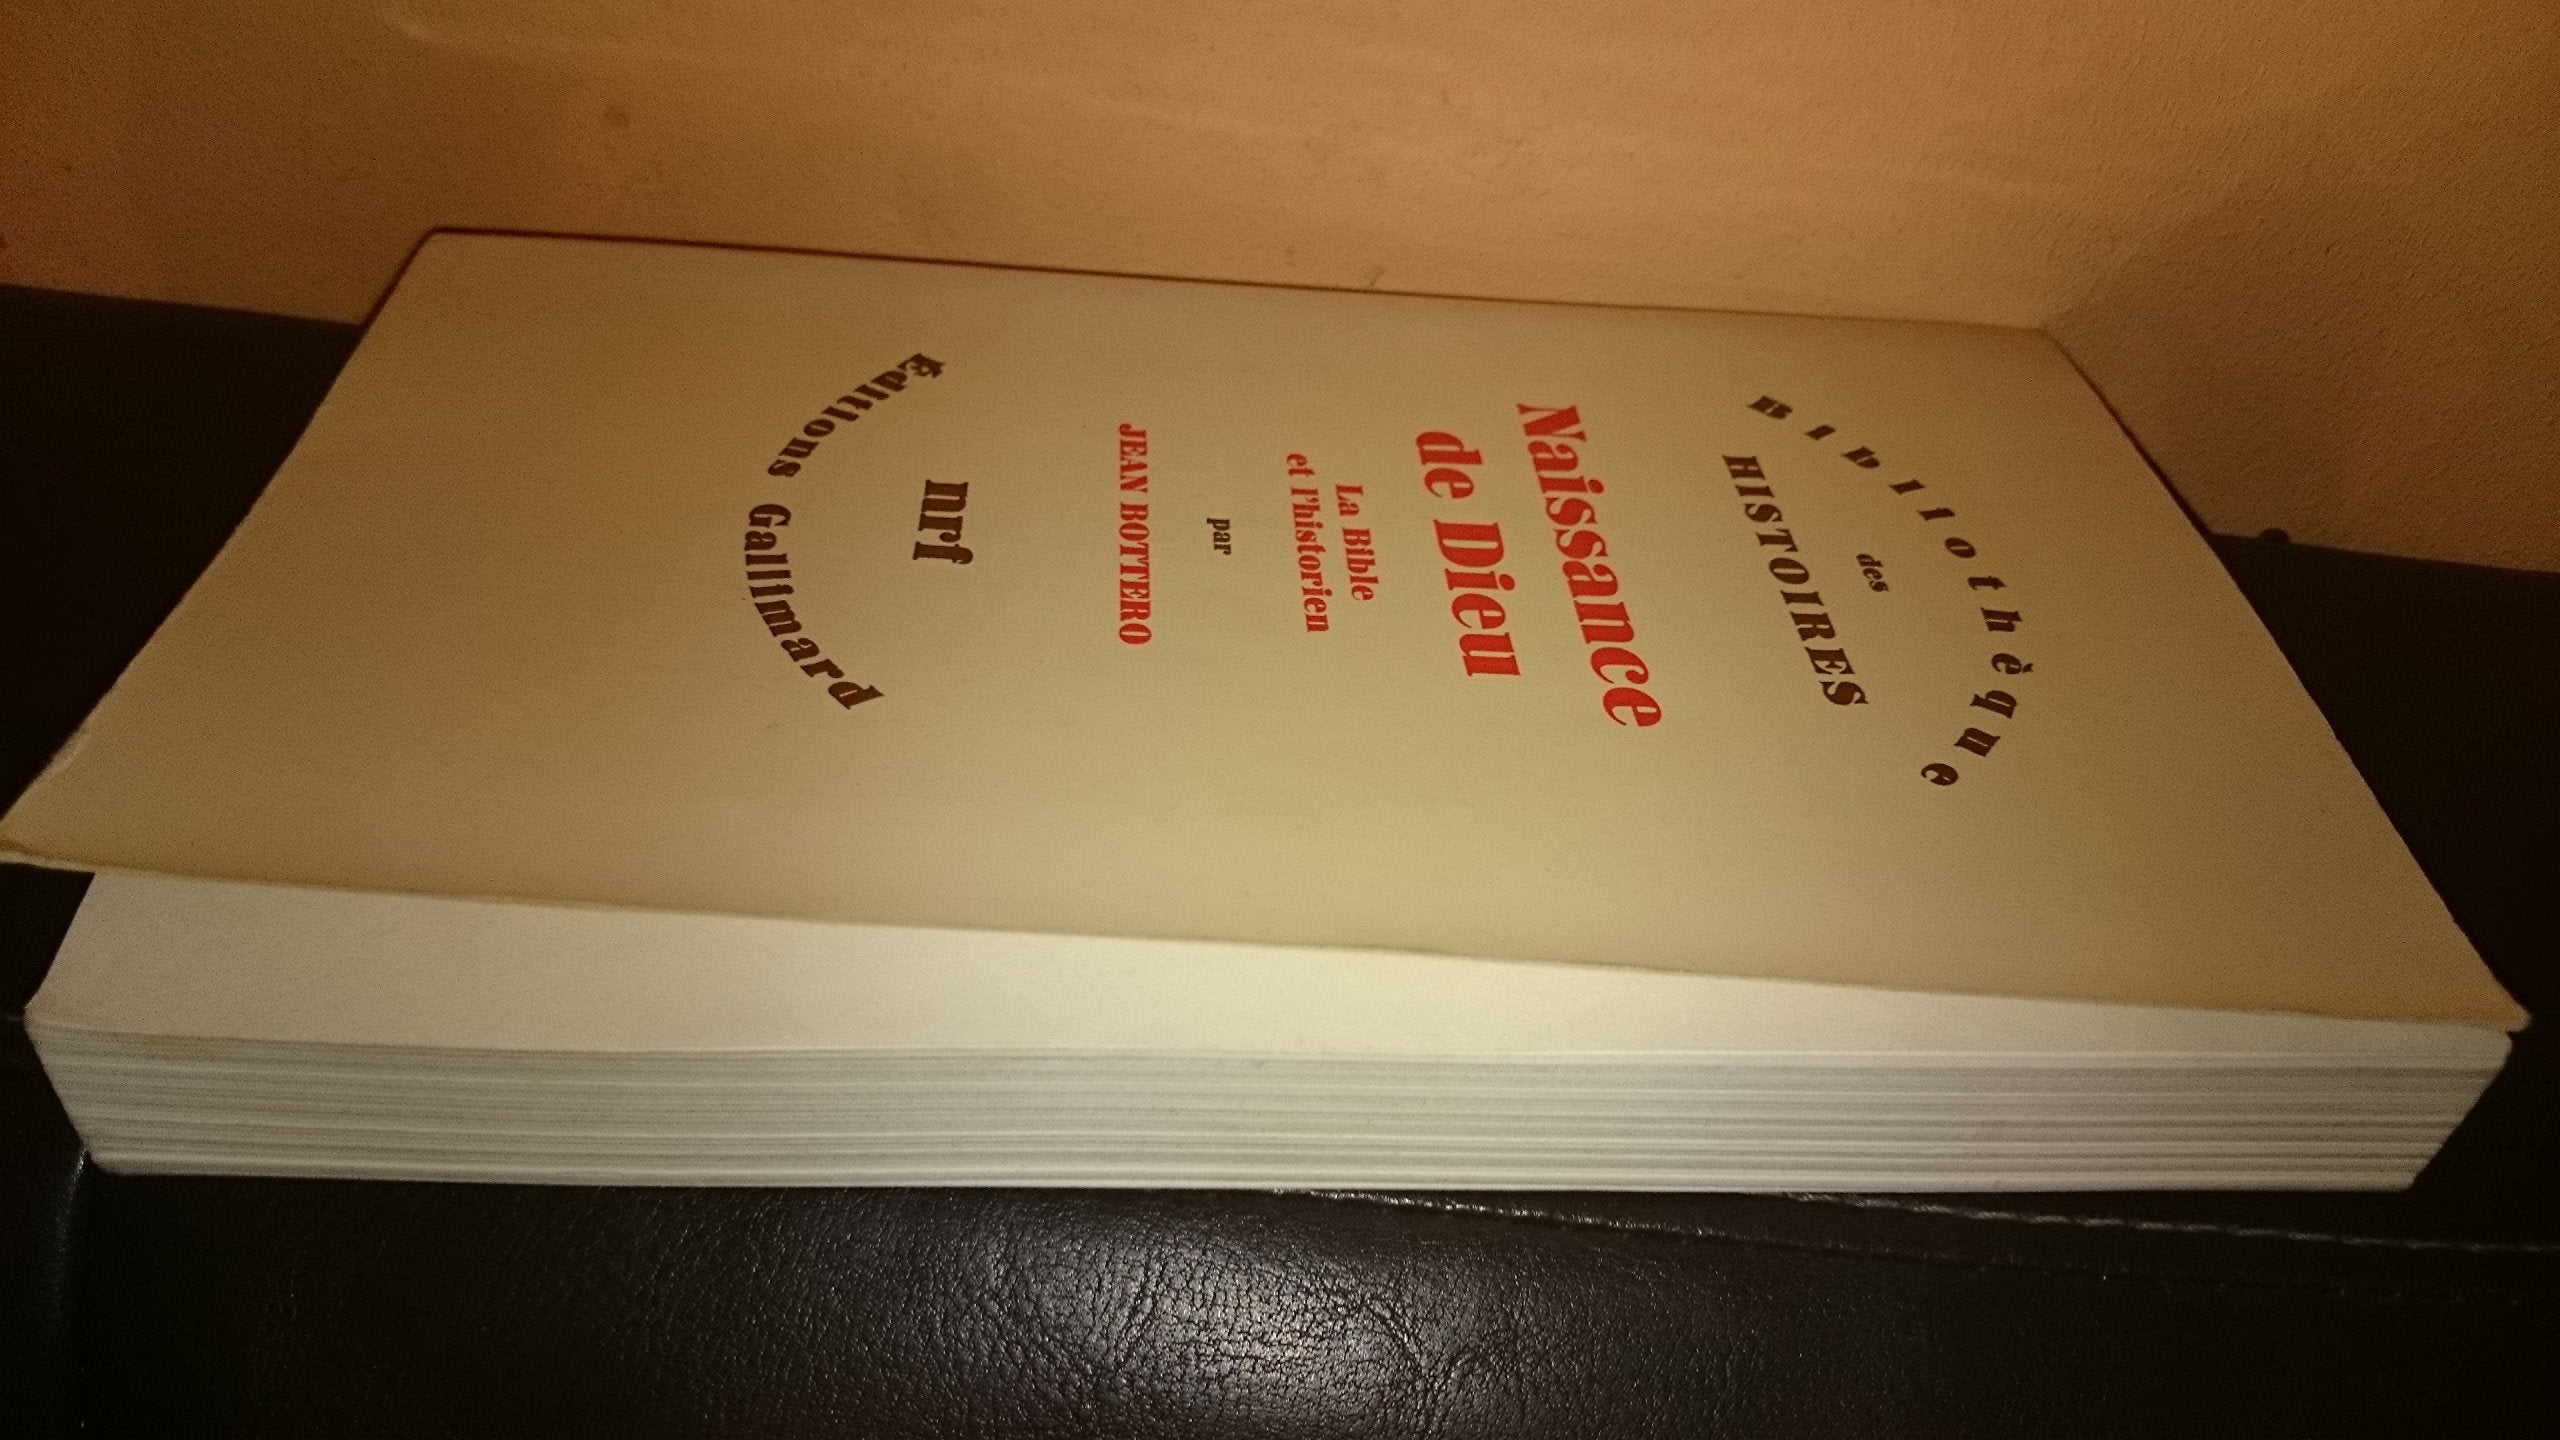 Bibliothèque
des
HISTOIRES
Naissance
de Dieu
La Bible
et l'historien
par
JEAN BOTTERO
nrf
Éditions Gallimard